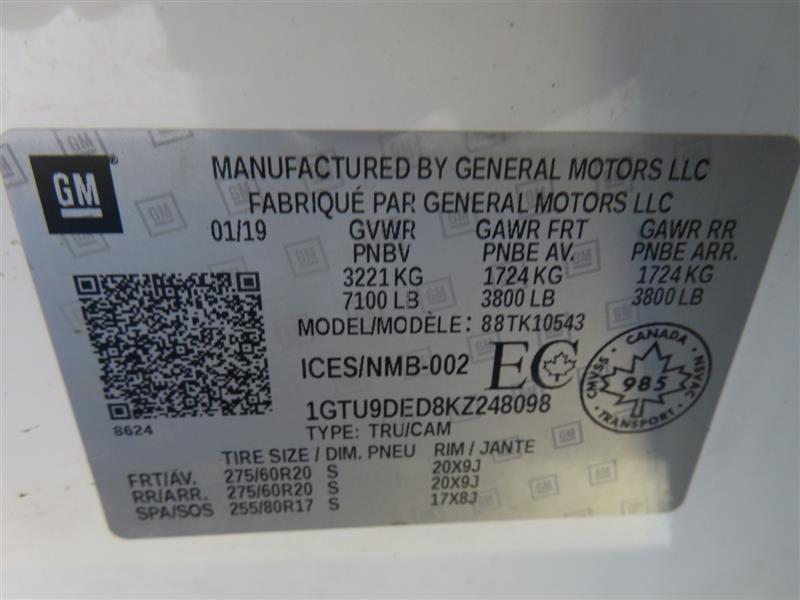 GM
MANUFACTURED BY GENERAL MOTORS LLC
FABRIQUÉ PAR GENERAL MOTORS LLC
01/19 GVWR GAWR FRT GAWR RR
PNBV PNBE AV. PNBE ARR.
3221 KG 1724 KG 1724 KG
7100 LB 3800 LB 3800 LB
MODEL/MODÈLE: 88TK10543
ICES/NMB-002 EC
CANADA
CMVSS 985 NSVAC
TRANSPORT
1GTU9DED8KZ248098
8624
TYPE: TRU/CAM
TIRE SIZE / DIM. PNEU RIM / JANTE
FRT/AV. 275/60R20 S 20X9J
RR/ARR. 275/60R20 S 20X9J
SPA/SOS 255/80R17 S 17X8J